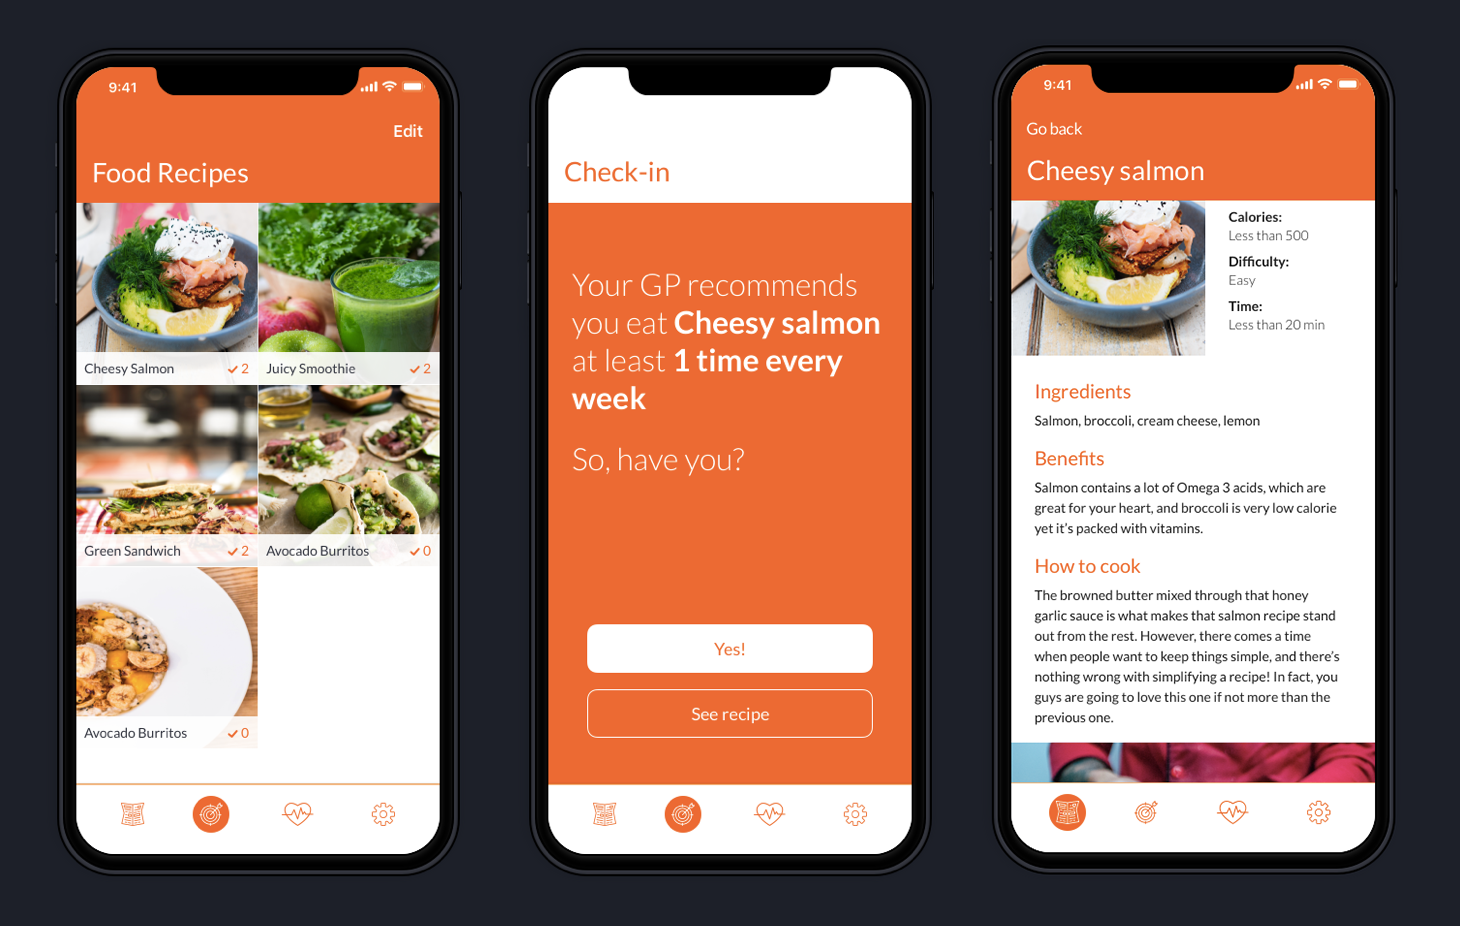 9:41
Edit
Food Recipes
Cheesy Salmon 2
Juicy Smoothie 2
Green Sandwich 2
Avocado Burritos 0
Avocado Burritos 0
Check-in
Your GP recommends
you eat Cheesy salmon
at least 1 time every
week
So, have you?
Yes!
See recipe
9:41
Go back
Cheesy salmon
Calories:
Less than 500
Difficulty:
Easy
Time:
Less than 20 min
Ingredients
Salmon, broccoli, cream cheese, lemon
Benefits
Salmon contains a lot of Omega 3 acids, which are
great for your heart, and broccoli is very low calorie
yet it’s packed with vitamins.
How to cook
The browned butter mixed through that honey
garlic sauce is what makes that salmon recipe stand
out from the rest. However, there comes a time
when people want to keep things simple, and there’s
nothing wrong with simplifying a recipe! In fact, you
guys are going to love this one if not more than the
previous one.